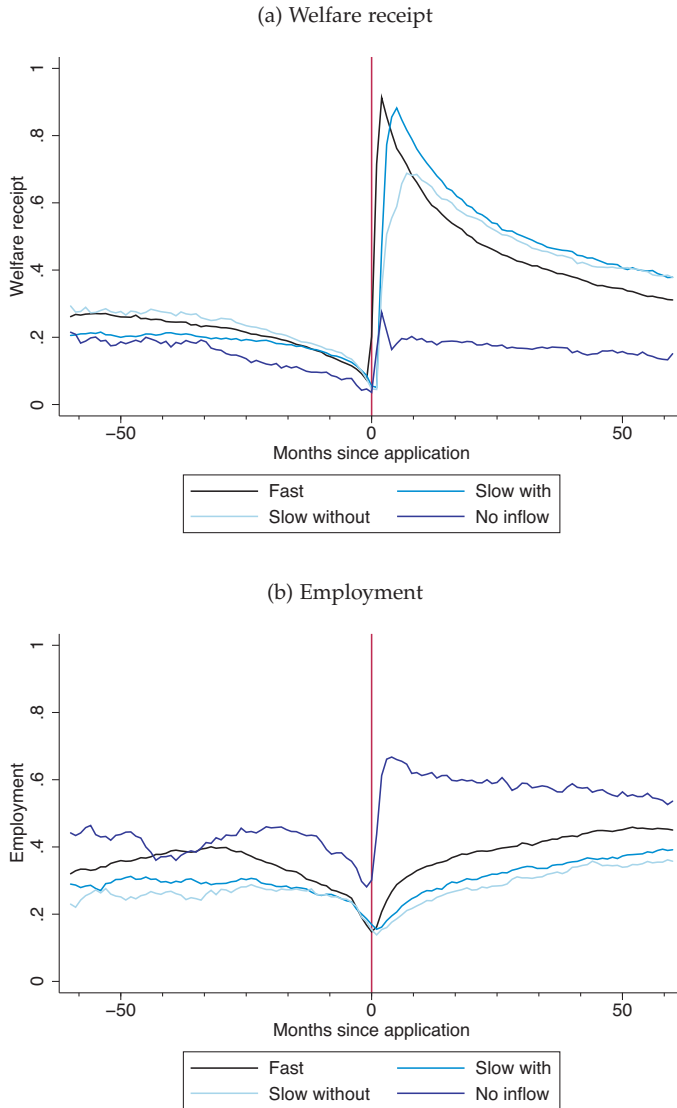 (a) Welfare receipt
1
.8
.6
.4
.2
0
Welfare receipt
−50 0 50
Months since application
Fast Slow with
Slow without No inflow
(b) Employment
1
.8
.6
.4
.2
0
Employment
−50 0 50
Months since application
Fast Slow with
Slow without No inflow